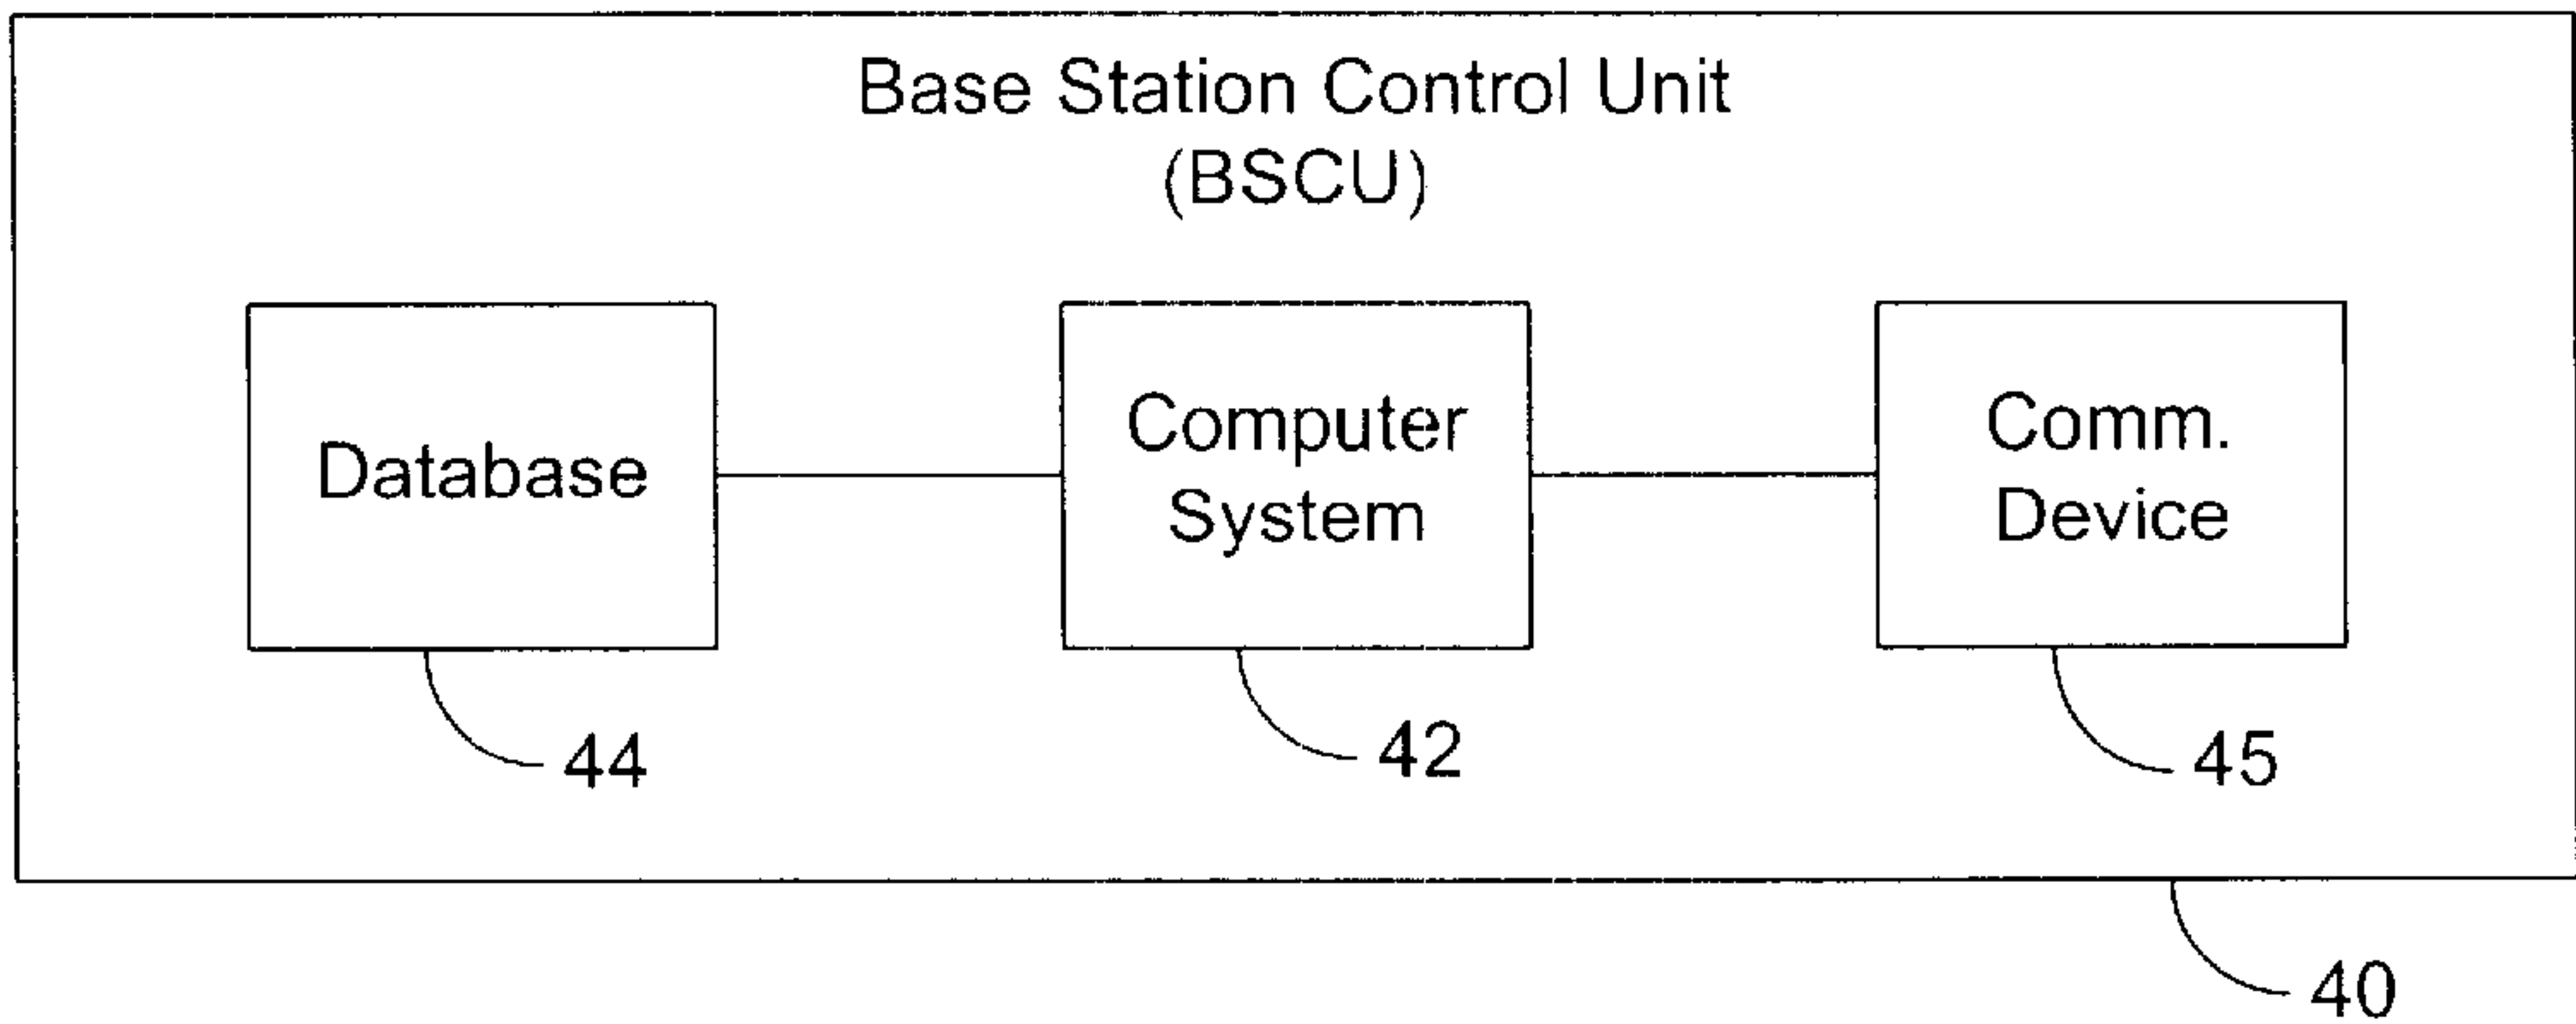 Base Station Control Unit
(BSCU)
Database
Computer
System
Comm.
Device
44
42
45
40